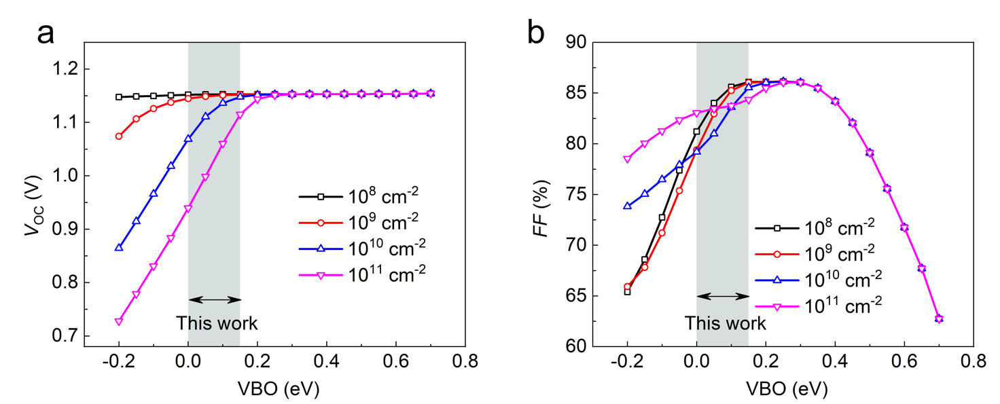 a
V_OC (V)
1.2
1.1
1.0
0.9
0.8
0.7
10^8 cm^-2
10^9 cm^-2
10^10 cm^-2
10^11 cm^-2
This work
-0.2
0.0
0.2
0.4
0.6
0.8
VBO (eV)
b
FF (%)
90
85
80
75
70
65
60
10^8 cm^-2
10^9 cm^-2
10^10 cm^-2
10^11 cm^-2
This work
-0.2
0.0
0.2
0.4
0.6
0.8
VBO (eV)